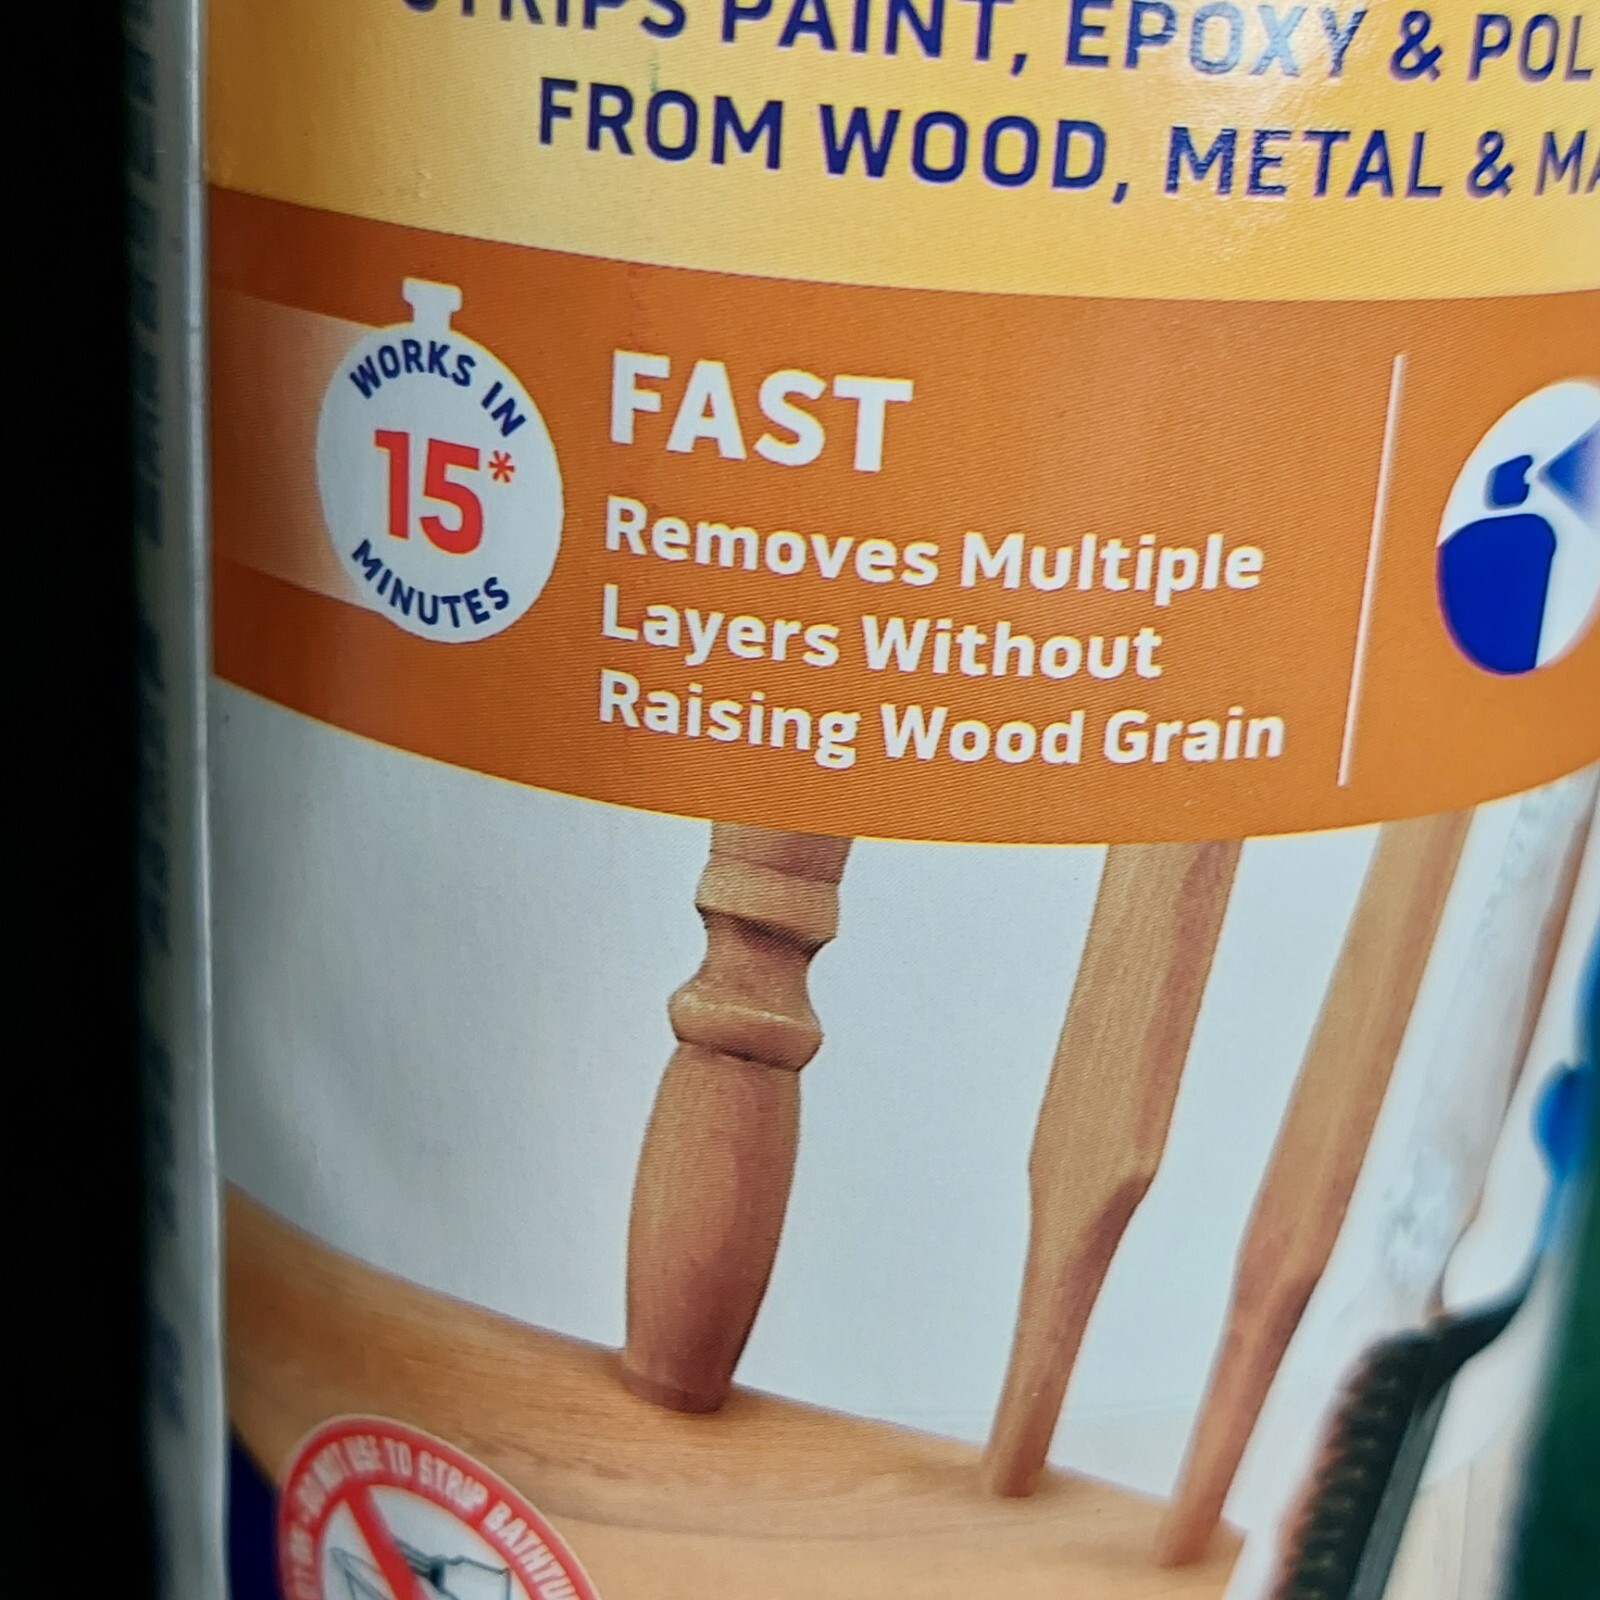 STRIPS PAINT, EPOXY & POL
FROM WOOD, METAL & MA
WORKS IN
15*
MINUTES
FAST
Removes Multiple
Layers Without
Raising Wood Grain
DO NOT USE TO STRIP BATHTU